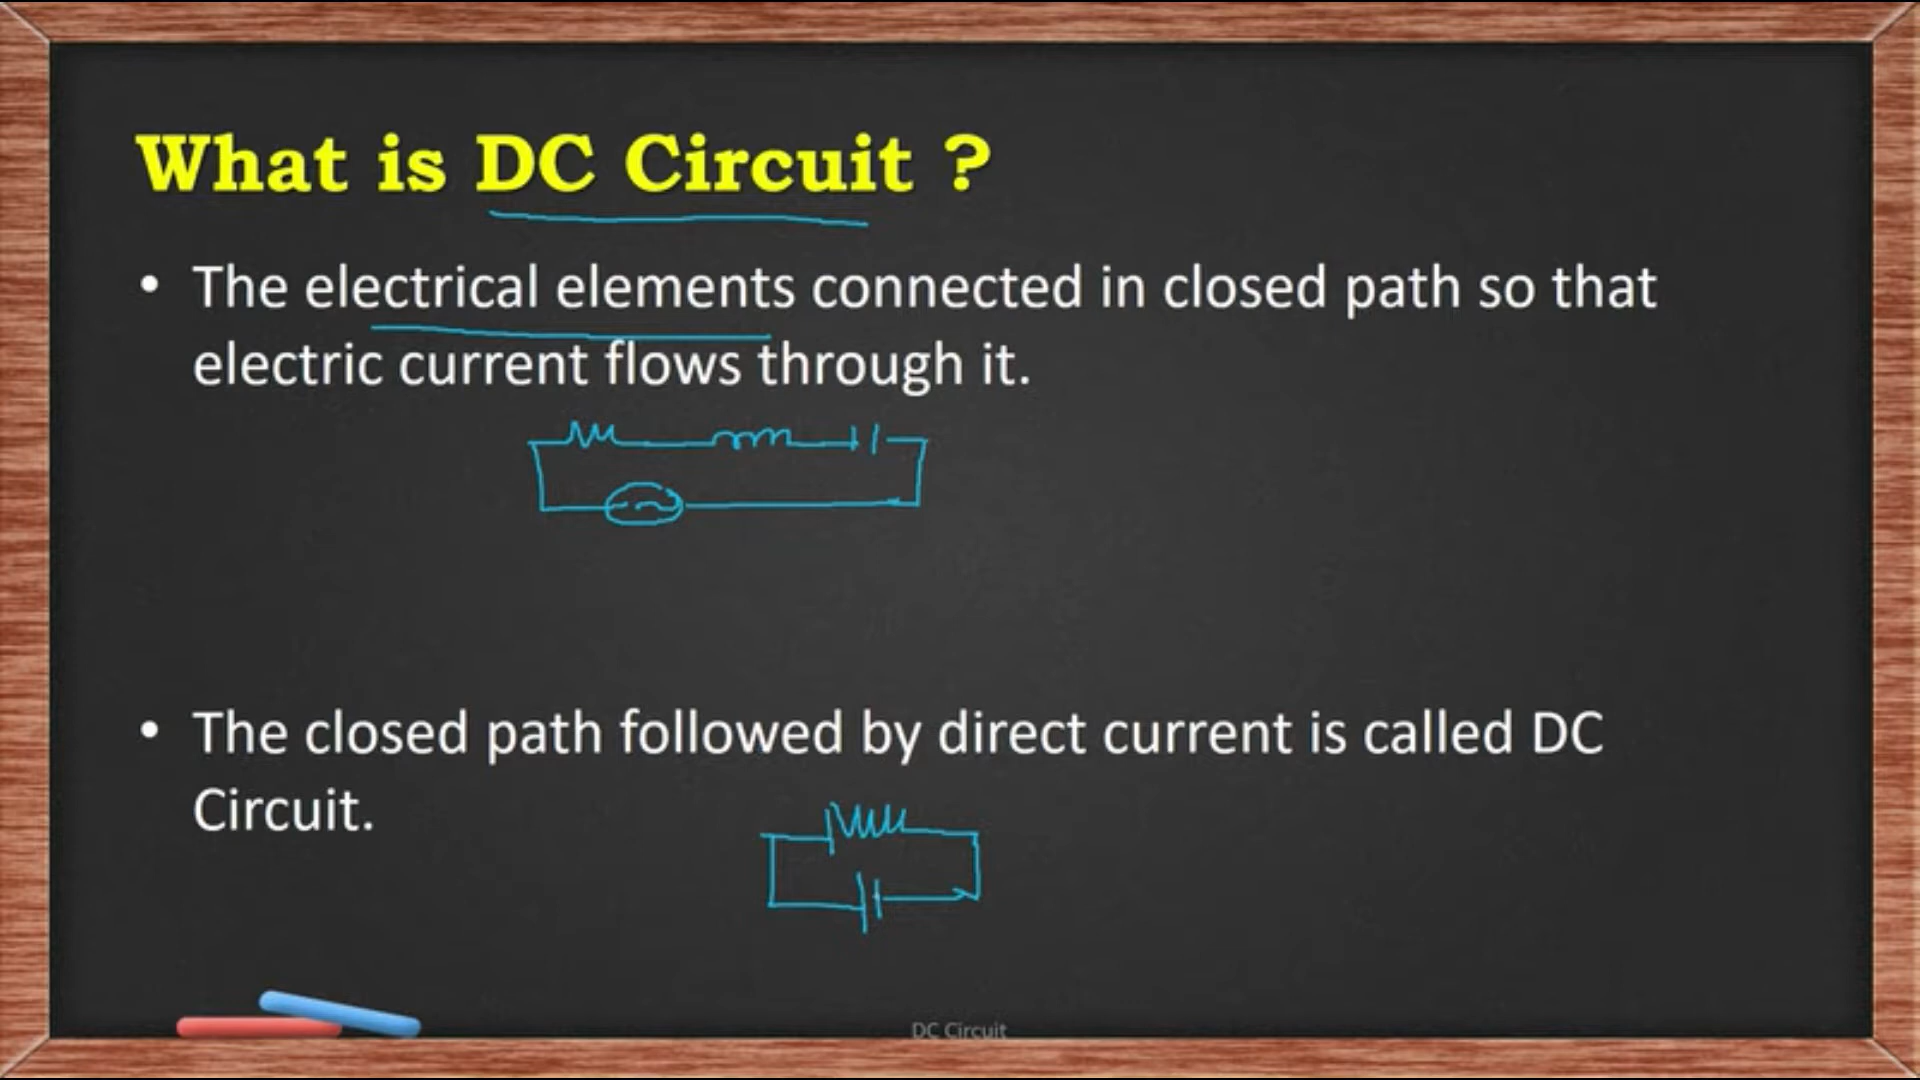 What is DC Circuit ?
• The electrical elements connected in closed path so that
electric current flows through it.
• The closed path followed by direct current is called DC
Circuit.
DC Circuit